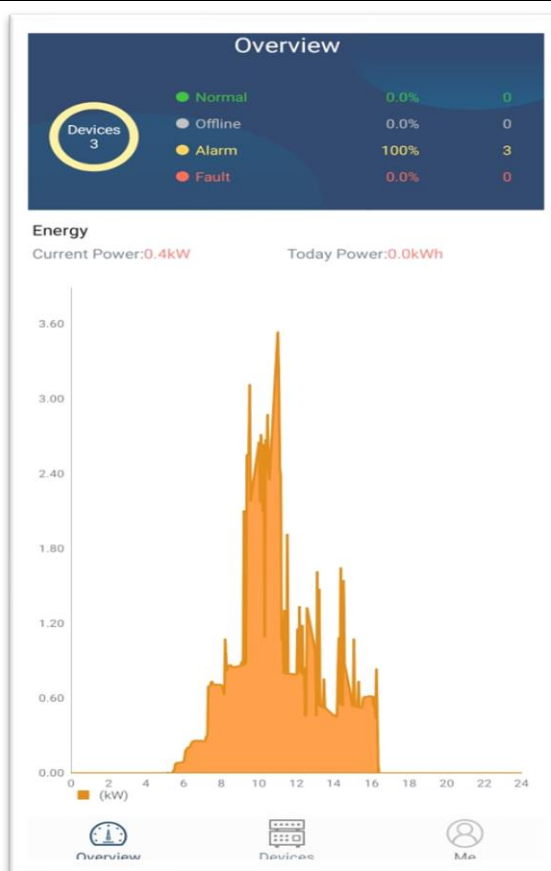 Overview
Devices
3
Normal 0.0% 0
Offline 0.0% 0
Alarm 100% 3
Fault 0.0% 0
Energy
Current Power:0.4kW Today Power:0.0kWh
3.60
3.00
2.40
1.80
1.20
0.60
0.00
0 2 4 6 8 10 12 14 16 18 20 22 24
(kW)
Overview Devices Me